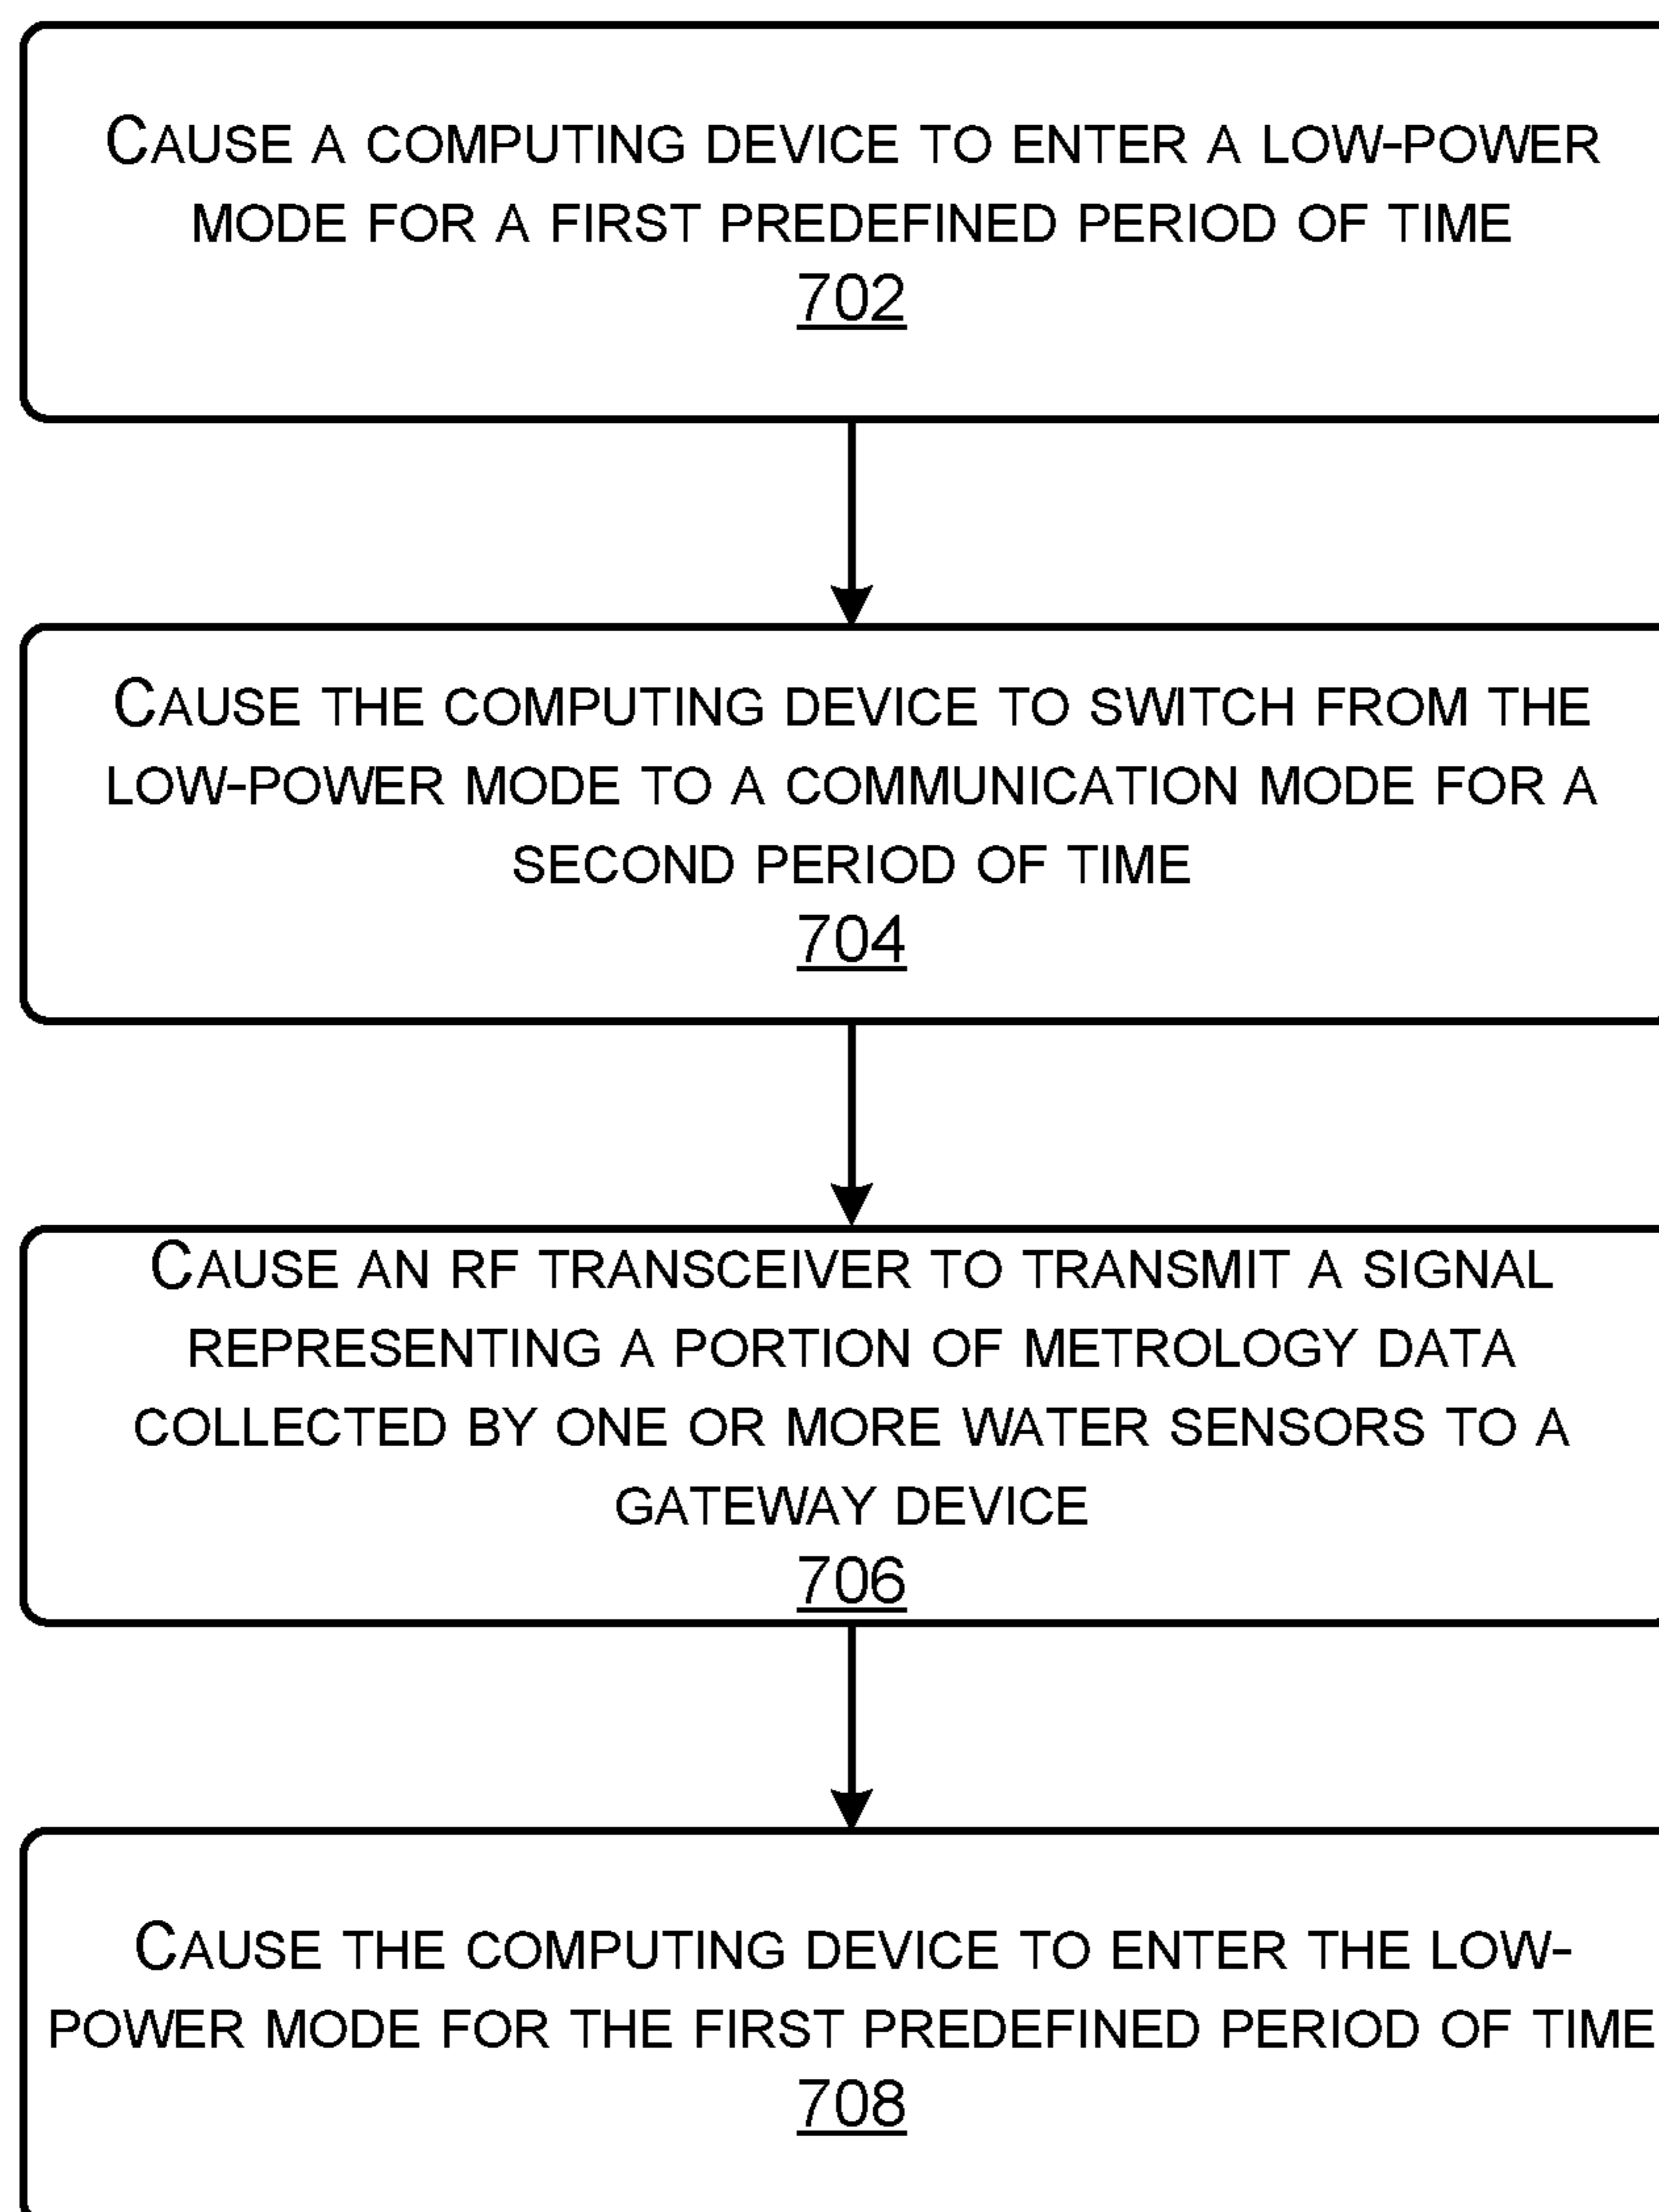 CAUSE A COMPUTING DEVICE TO ENTER A LOW-POWER
MODE FOR A FIRST PREDEFINED PERIOD OF TIME
702
CAUSE THE COMPUTING DEVICE TO SWITCH FROM THE
LOW-POWER MODE TO A COMMUNICATION MODE FOR A
SECOND PERIOD OF TIME
704
CAUSE AN RF TRANSCEIVER TO TRANSMIT A SIGNAL
REPRESENTING A PORTION OF METROLOGY DATA
COLLECTED BY ONE OR MORE WATER SENSORS TO A
GATEWAY DEVICE
706
CAUSE THE COMPUTING DEVICE TO ENTER THE LOW-
POWER MODE FOR THE FIRST PREDEFINED PERIOD OF TIME
708